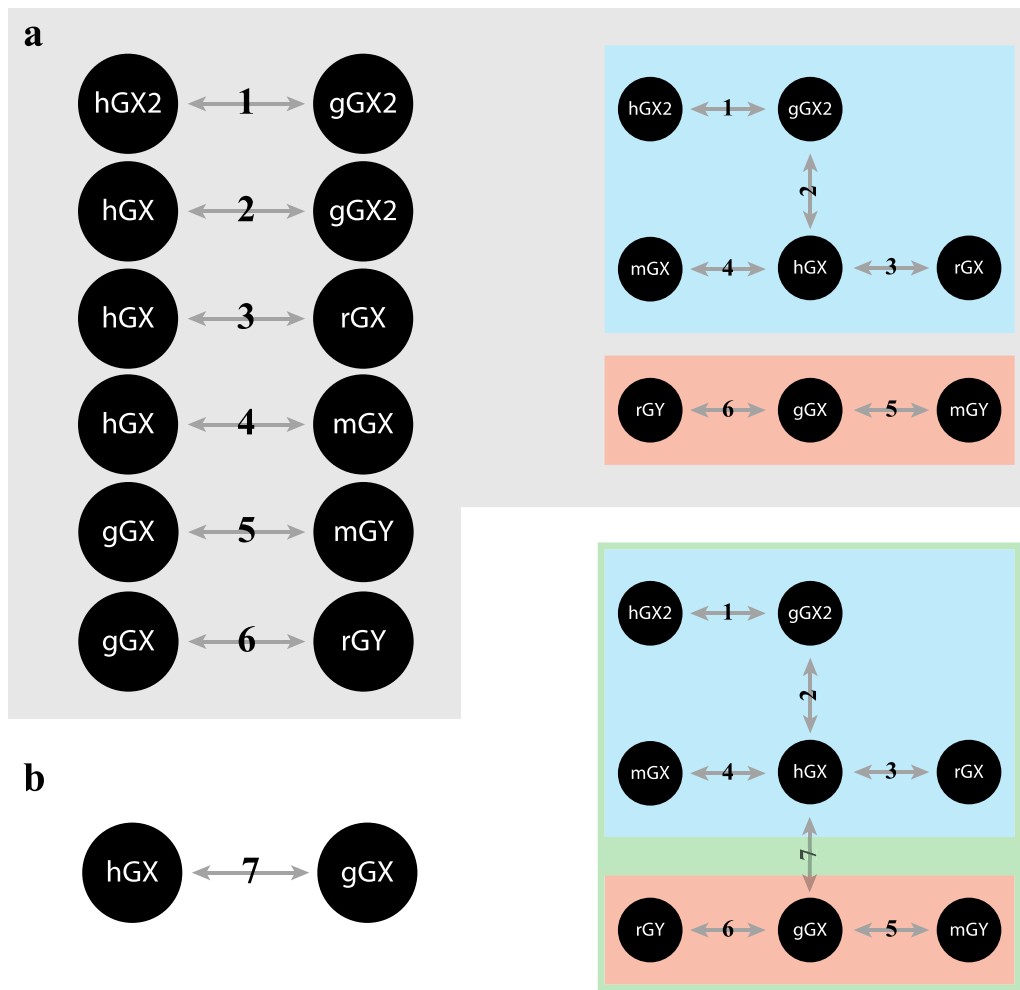 a
hGX2 1 gGX2
hGX 2 gGX2
hGX 3 rGX
hGX 4 mGX
gGX 5 mGY
gGX 6 rGY
hGX2 1 gGX2
2
mGX 4 hGX 3 rGX
rGY 6 gGX 5 mGY
b
hGX 7 gGX
hGX2 1 gGX2
2
mGX 4 hGX 3 rGX
7
rGY 6 gGX 5 mGY